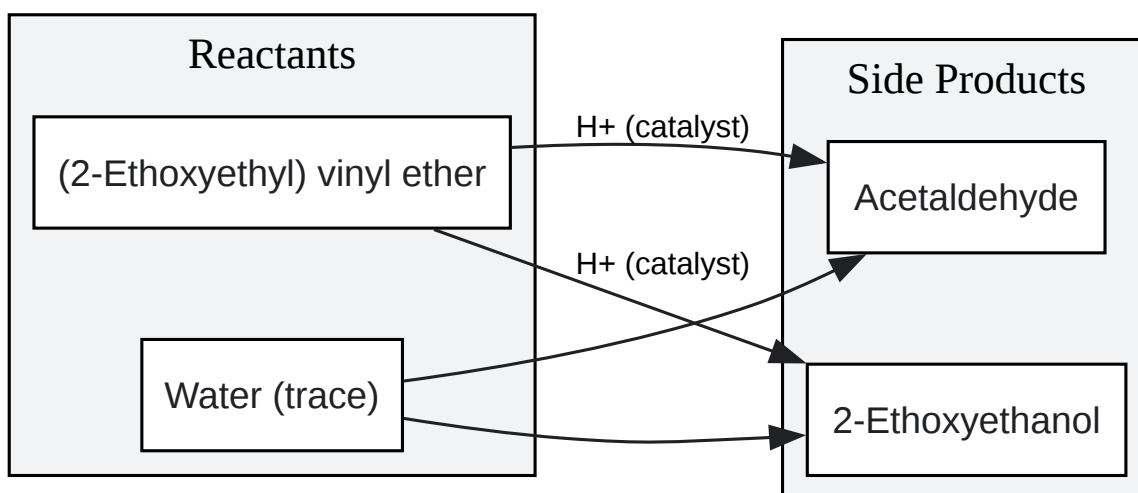 Reactants
Side Products
(2-Ethoxyethyl) vinyl ether
H+ (catalyst)
Acetaldehyde
H+ (catalyst)
Water (trace)
2-Ethoxyethanol